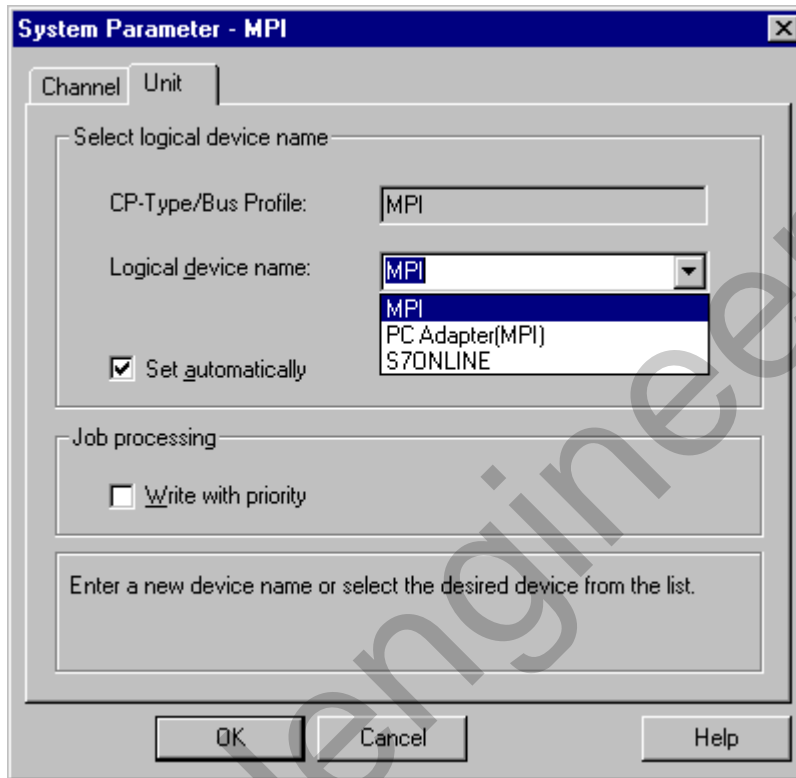 System Parameter - MPI
Channel Unit
Select logical device name
CP-Type/Bus Profile: MPI
Logical device name: MPI
MPI
PC Adapter(MPI)
S7ONLINE
Set automatically
Job processing
Write with priority
Enter a new device name or select the desired device from the list.
OK Cancel Help